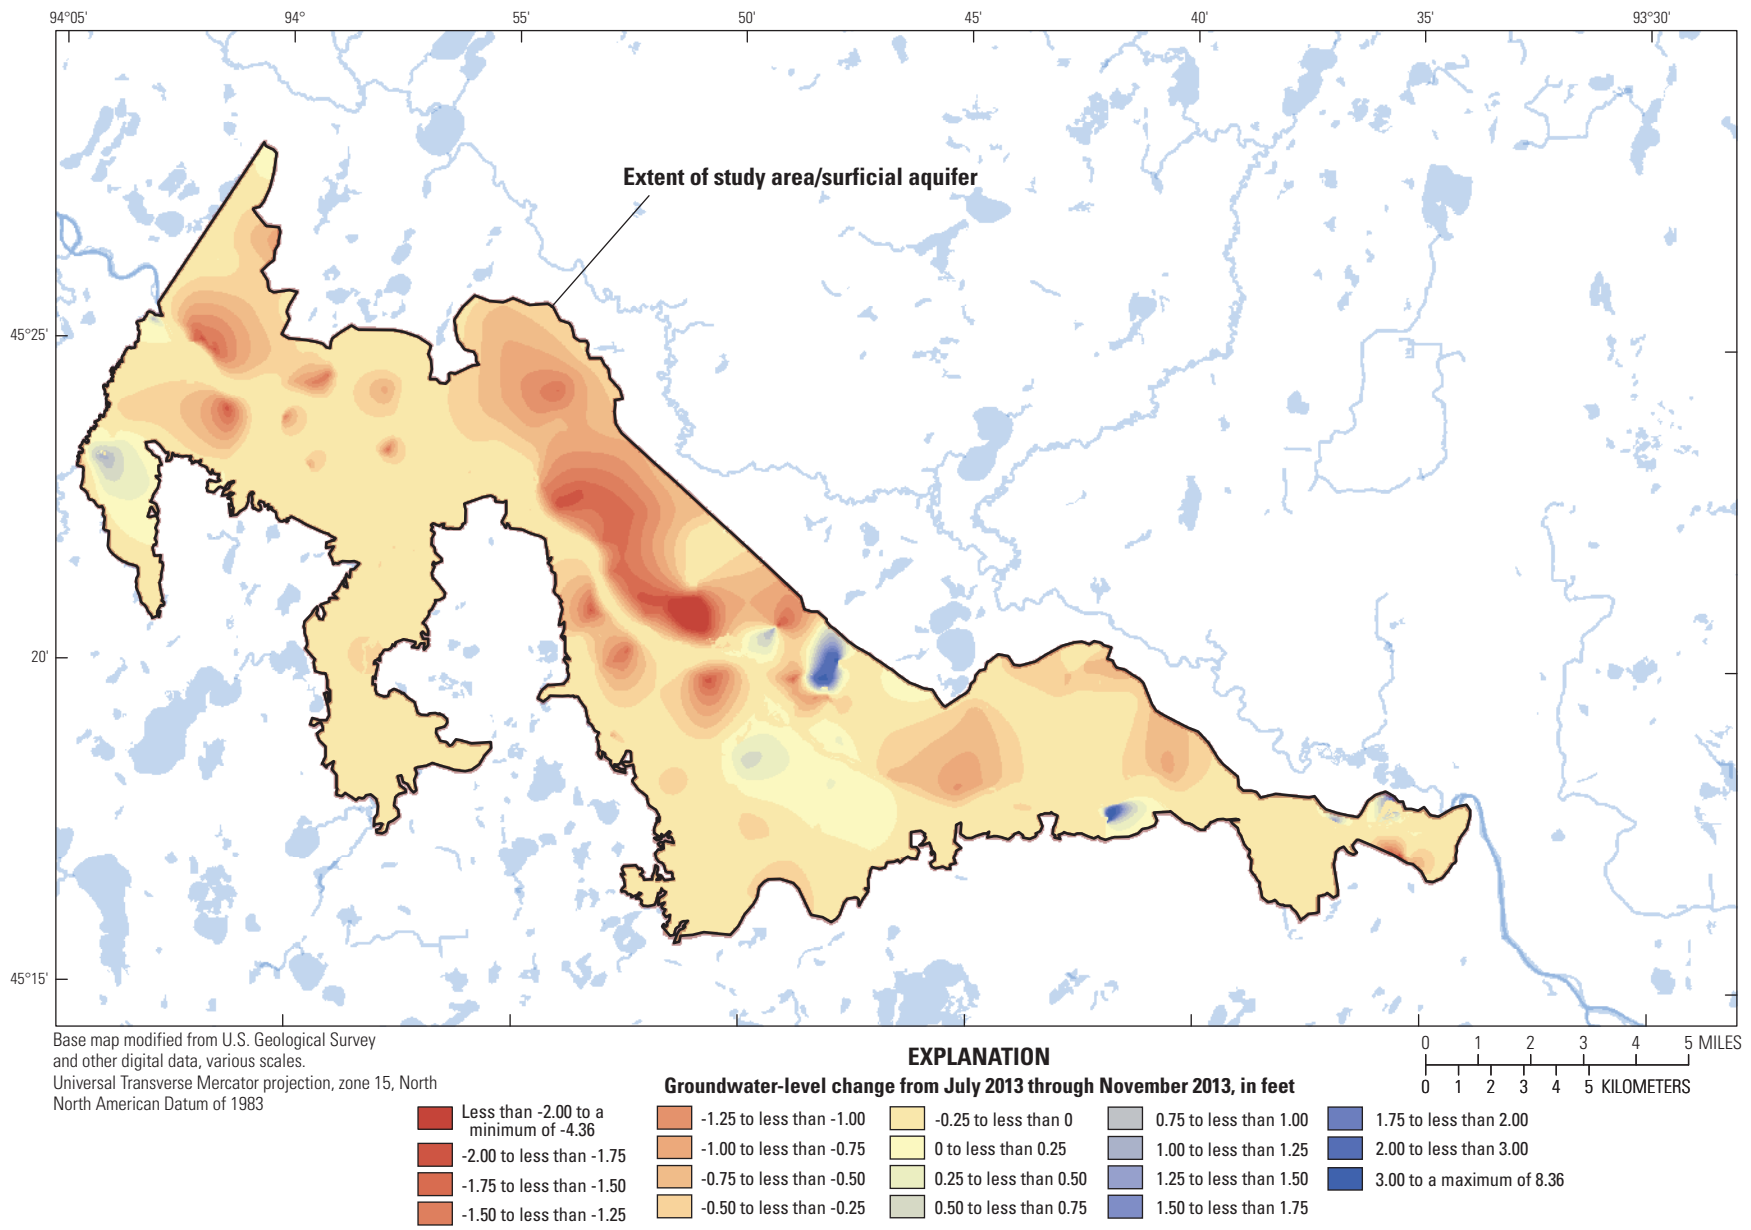 94°05'
94°
55'
50'
45'
40'
35'
93°30'
Extent of study area/surficial aquifer
45°25'
20'
45°15'
Base map modified from U.S. Geological Survey
and other digital data, various scales.
Universal Transverse Mercator projection, zone 15, North
North American Datum of 1983
0 1 2 3 4 5 MILES
0 1 2 3 4 5 KILOMETERS
EXPLANATION
Groundwater-level change from July 2013 through November 2013, in feet
Less than -2.00 to a
minimum of -4.36
-2.00 to less than -1.75
-1.75 to less than -1.50
-1.50 to less than -1.25
-1.25 to less than -1.00
-1.00 to less than -0.75
-0.75 to less than -0.50
-0.50 to less than -0.25
-0.25 to less than 0
0 to less than 0.25
0.25 to less than 0.50
0.50 to less than 0.75
0.75 to less than 1.00
1.00 to less than 1.25
1.25 to less than 1.50
1.50 to less than 1.75
1.75 to less than 2.00
2.00 to less than 3.00
3.00 to a maximum of 8.36